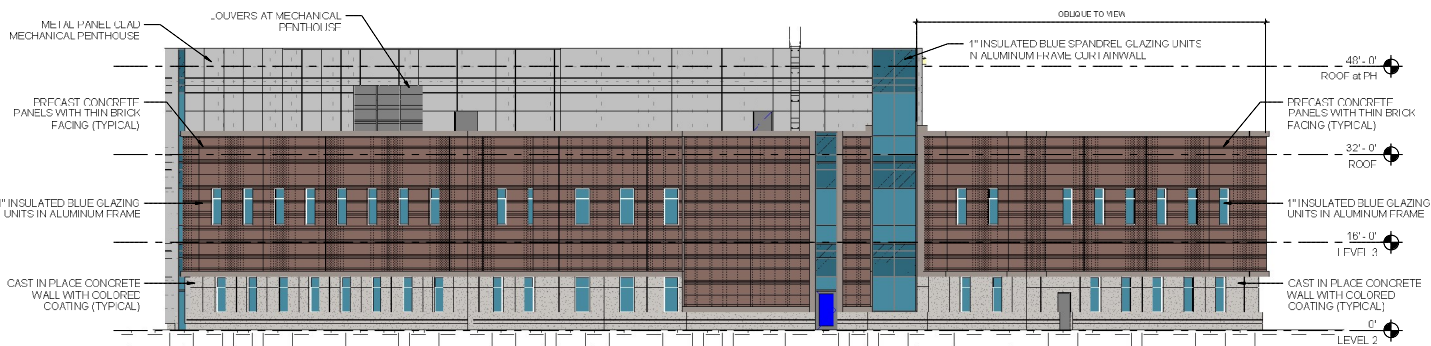 METAL PANEL CLAD
MECHANICAL PENTHOUSE
LOUVERS AT MECHANICAL
PENTHOUSE
OBLIQUE TO VIEW
1" INSULATED BLUE SPANDREL GLAZING UNITS
IN ALUMINUM FRAME CURTAINWALL
48' - 0"
ROOF at PH
PRECAST CONCRETE
PANELS WITH THIN BRICK
FACING (TYPICAL)
PRECAST CONCRETE
PANELS WITH THIN BRICK
FACING (TYPICAL)
32' - 0"
ROOF
1" INSULATED BLUE GLAZING
UNITS IN ALUMINUM FRAME
1" INSULATED BLUE GLAZING
UNITS IN ALUMINUM FRAME
16' - 0"
LEVEL 3
CAST IN PLACE CONCRETE
WALL WITH COLORED
COATING (TYPICAL)
CAST IN PLACE CONCRETE
WALL WITH COLORED
COATING (TYPICAL)
0"
LEVEL 2